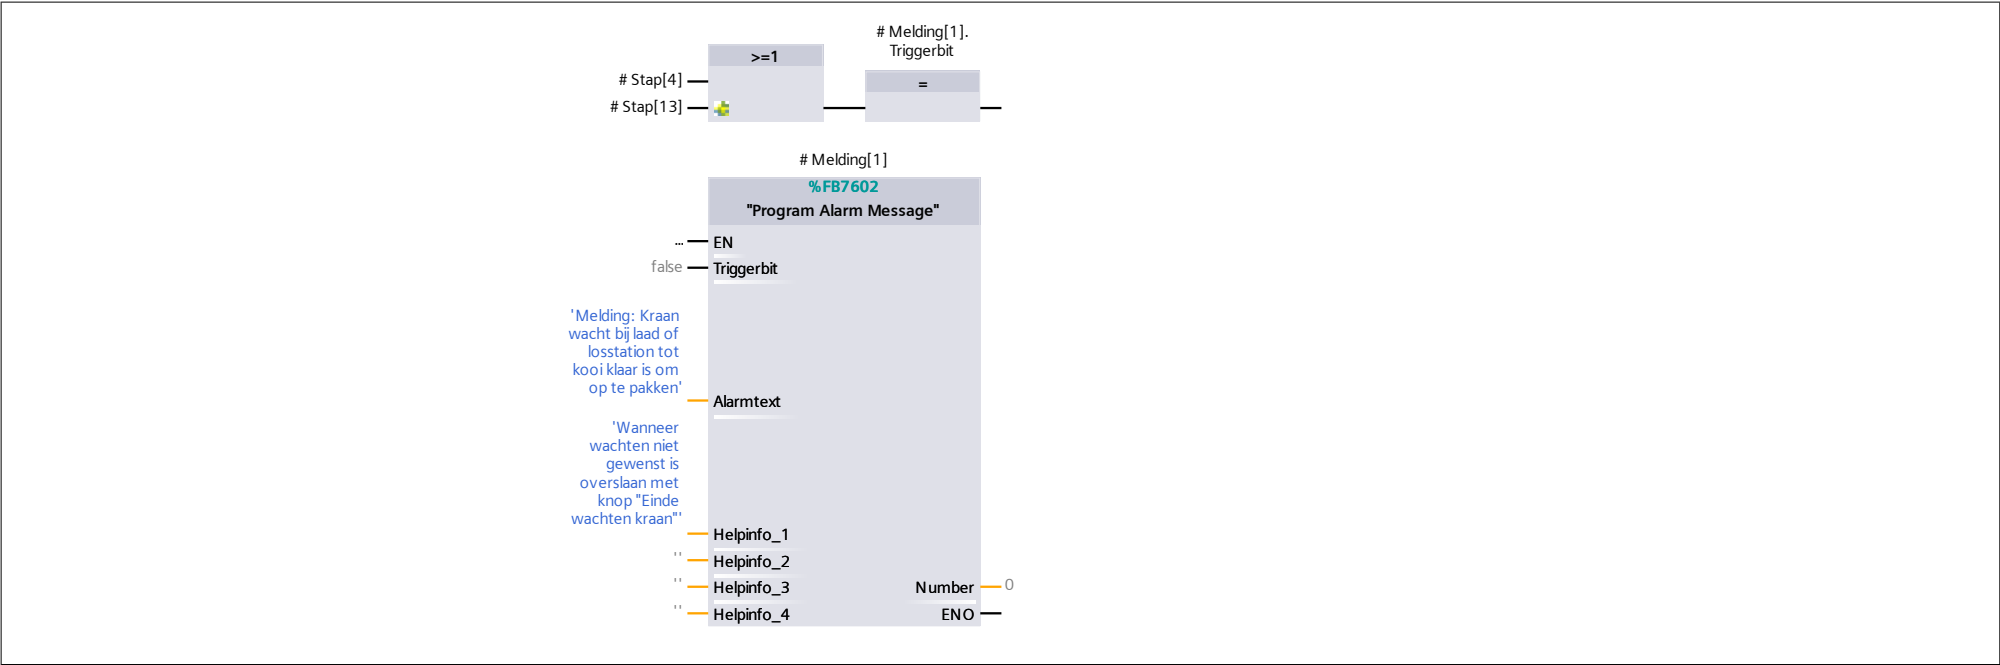 # Melding[1].
Triggerbit
>=1
# Stap[4]
=
# Stap[13]
# Melding[1]
%FB7602
"Program Alarm Message"
... EN
false Triggerbit
'Melding: Kraan
wacht bij laad of
losstation tot
kooi klaar is om
op te pakken'
Alarmtext
'Wanneer
wachten niet
gewenst is
overslaan met
knop "Einde
wachten kraan"'
Helpinfo_1
'' Helpinfo_2
'' Helpinfo_3 Number 0
'' Helpinfo_4 ENO